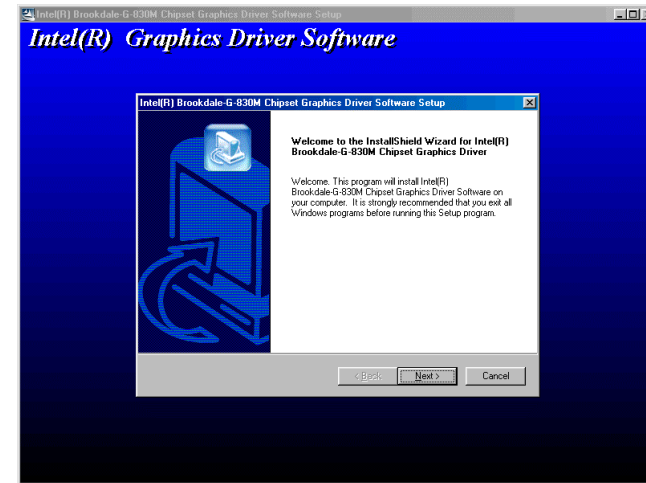 Intel(R) Brookdale-G-830M Chipset Graphics Driver Software Setup
Intel(R) Graphics Driver Software
Intel(R) Brookdale-G-830M Chipset Graphics Driver Software Setup
Welcome to the InstallShield Wizard for Intel(R)
Brookdale-G-830M Chipset Graphics Driver
Welcome. This program will install Intel(R)
Brookdale-G-830M Chipset Graphics Driver Software on
your computer. It is strongly recommended that you exit all
Windows programs before running this Setup program.
< Back Next > Cancel